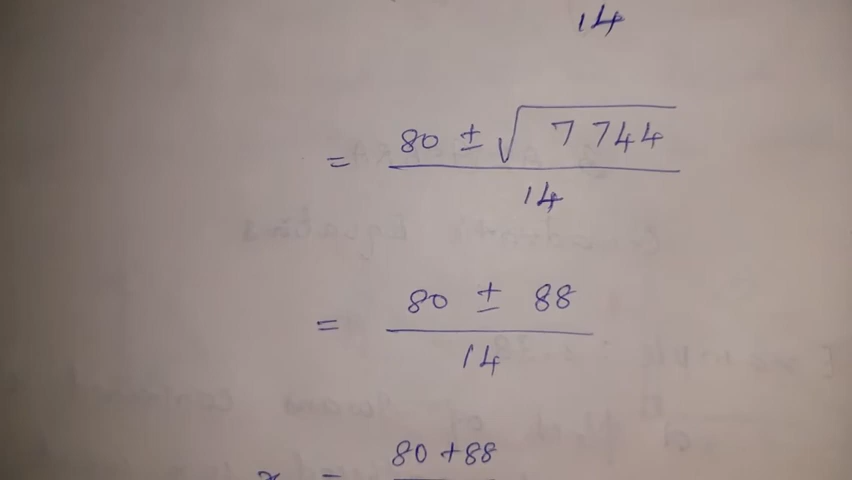 14
= 80 ± √7744
14
= 80 ± 88
14
x = 80 + 88